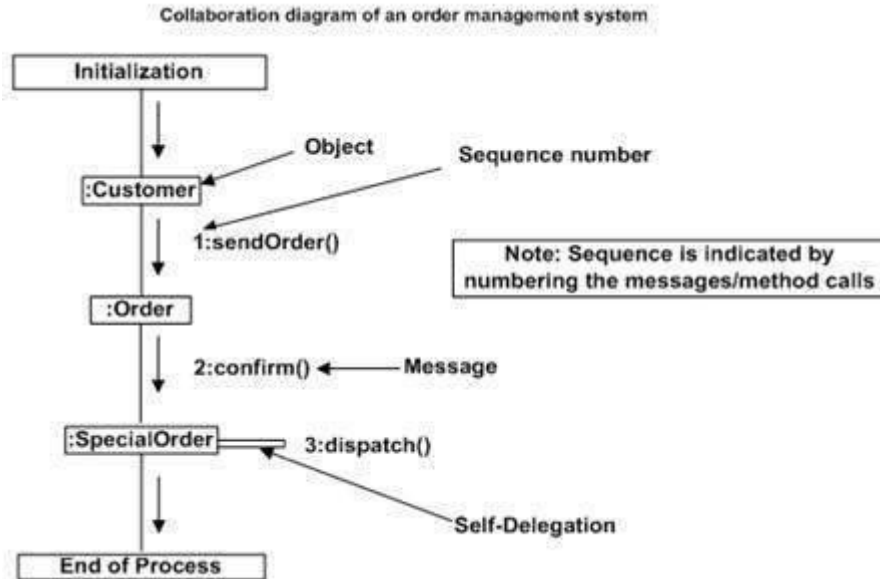 Collaboration diagram of an order management system
Initialization
Object
Sequence number
:Customer
1:sendOrder()
Note: Sequence is indicated by
numbering the messages/method calls
:Order
2:confirm()
Message
:SpecialOrder
3:dispatch()
Self-Delegation
End of Process